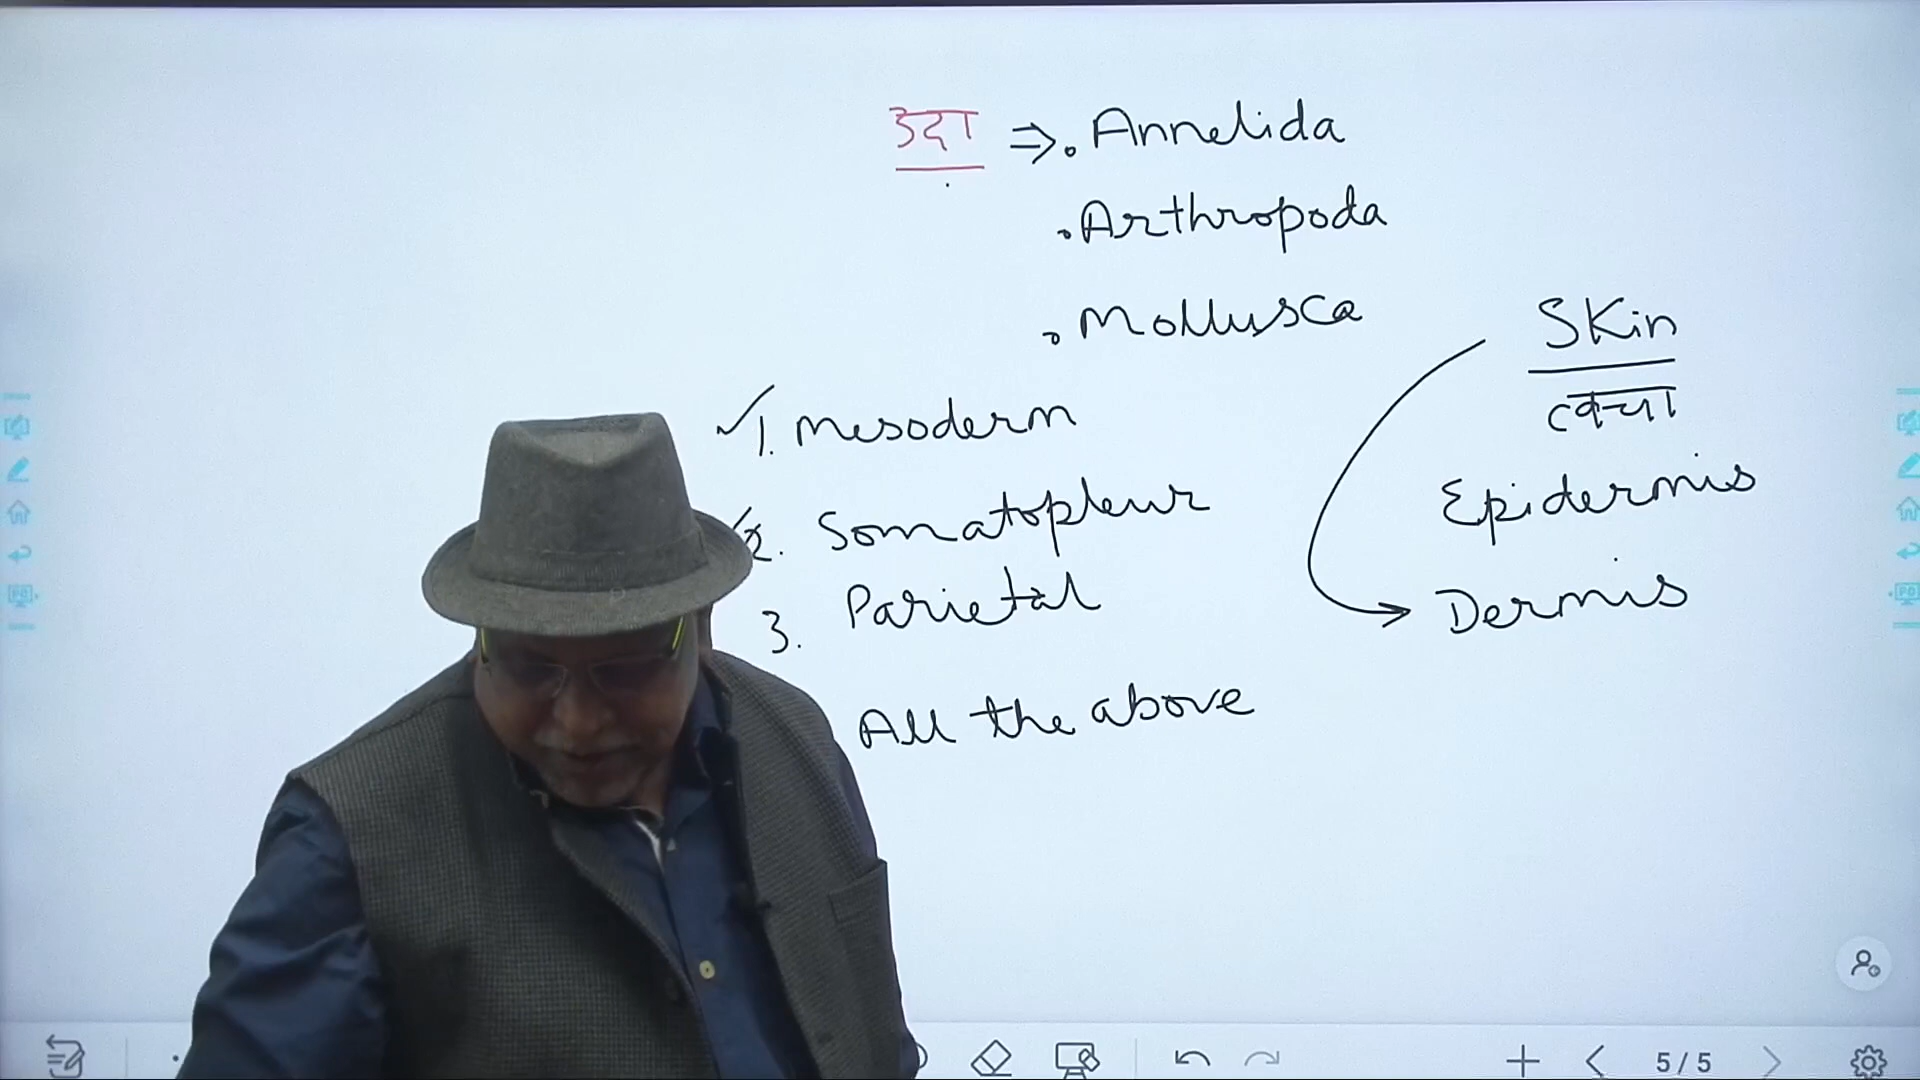 उदा ⇒. Annelida
. Arthropoda
. Mollusca
1. Mesoderm
2. Somatopleur
3. Parietal
All the above
Skin
त्वचा
Epidermis
Dermis
5/5